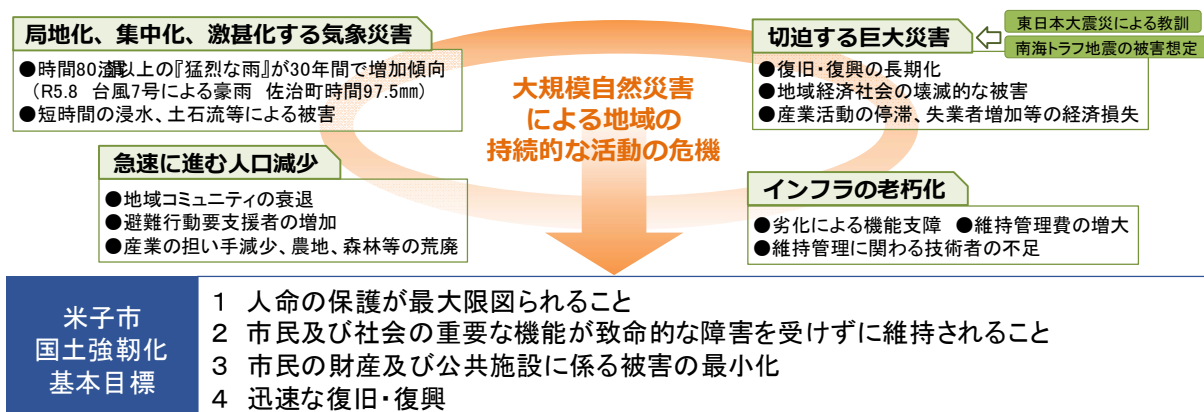 局地化、集中化、激甚化する気象災害
●時間80㍉以上の『猛烈な雨』が30年間で増加傾向
（R5.8　台風7号による豪雨　佐治町時間97.5㎜）
●短時間の浸水、土石流等による被害
切迫する巨大災害
東日本大震災による教訓
南海トラフ地震の被害想定
●復旧・復興の長期化
●地域経済社会の壊滅的な被害
●産業活動の停滞、失業者増加等の経済損失
大規模自然災害
による地域の
持続的な活動の危機
急速に進む人口減少
●地域コミュニティの衰退
●避難行動要支援者の増加
●産業の担い手減少、農地、森林等の荒廃
インフラの老朽化
●劣化による機能支障　●維持管理費の増大
●維持管理に関わる技術者の不足
米子市
国土強靭化
基本目標
1　人命の保護が最大限図られること
2　市民及び社会の重要な機能が致命的な障害を受けずに維持されること
3　市民の財産及び公共施設に係る被害の最小化
4　迅速な復旧・復興